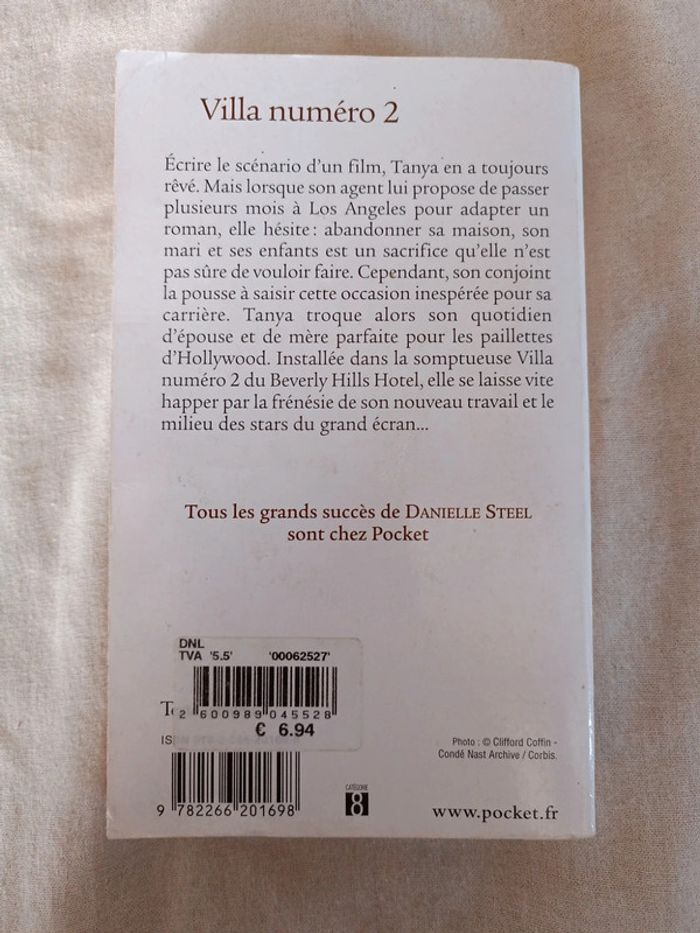 Villa numéro 2
Écrire le scénario d'un film, Tanya en a toujours
rêvé. Mais lorsque son agent lui propose de passer
plusieurs mois à Los Angeles pour adapter un
roman, elle hésite : abandonner sa maison, son
mari et ses enfants est un sacrifice qu'elle n'est
pas sûre de vouloir faire. Cependant, son conjoint
la pousse à saisir cette occasion inespérée pour sa
carrière. Tanya troque alors son quotidien
d'épouse et de mère parfaite pour les paillettes
d'Hollywood. Installée dans la somptueuse Villa
numéro 2 du Beverly Hills Hotel, elle se laisse vite
happer par la frénésie de son nouveau travail et le
milieu des stars du grand écran...
Tous les grands succès de DANIELLE STEEL
sont chez Pocket
DNL
TVA '5.5' '00062527'
2 600989 045528
€ 6.94
Photo : © Clifford Coffin -
Condé Nast Archive / Corbis.
9 782266 201698
CATÉGORIE
8
www.pocket.fr